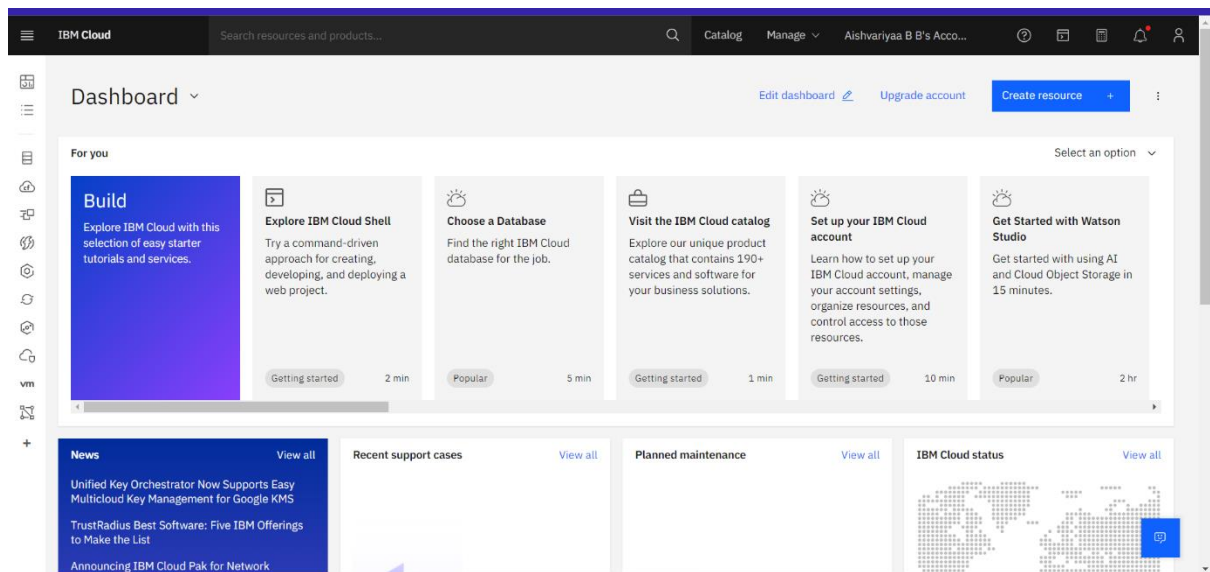 IBM Cloud
Search resources and products...
Catalog
Manage
Aishvariyaa B B's Acco...
Dashboard
Edit dashboard
Upgrade account
Create resource +
For you
Select an option
Build
Explore IBM Cloud with this
selection of easy starter
tutorials and services.
Explore IBM Cloud Shell
Try a command-driven
approach for creating,
developing, and deploying a
web project.
Getting started
2 min
Choose a Database
Find the right IBM Cloud
database for the job.
Popular
5 min
Visit the IBM Cloud catalog
Explore our unique product
catalog that contains 190+
services and software for
your business solutions.
Getting started
1 min
Set up your IBM Cloud
account
Learn how to set up your
IBM Cloud account, manage
your account settings,
organize resources, and
control access to those
resources.
Getting started
10 min
Get Started with Watson
Studio
Get started with using AI
and Cloud Object Storage in
15 minutes.
Popular
2 hr
vm
+
News
View all
Unified Key Orchestrator Now Supports Easy
Multicloud Key Management for Google KMS
TrustRadius Best Software: Five IBM Offerings
to Make the List
Announcing IBM Cloud Pak for Network
Recent support cases
View all
Planned maintenance
View all
IBM Cloud status
View all